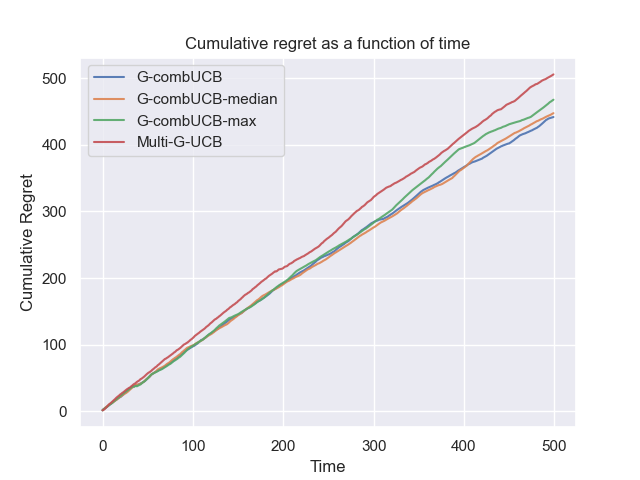 Cumulative regret as a function of time
G-combUCB
G-combUCB-median
G-combUCB-max
Multi-G-UCB
500
400
300
200
100
0
Cumulative Regret
0 100 200 300 400 500
Time